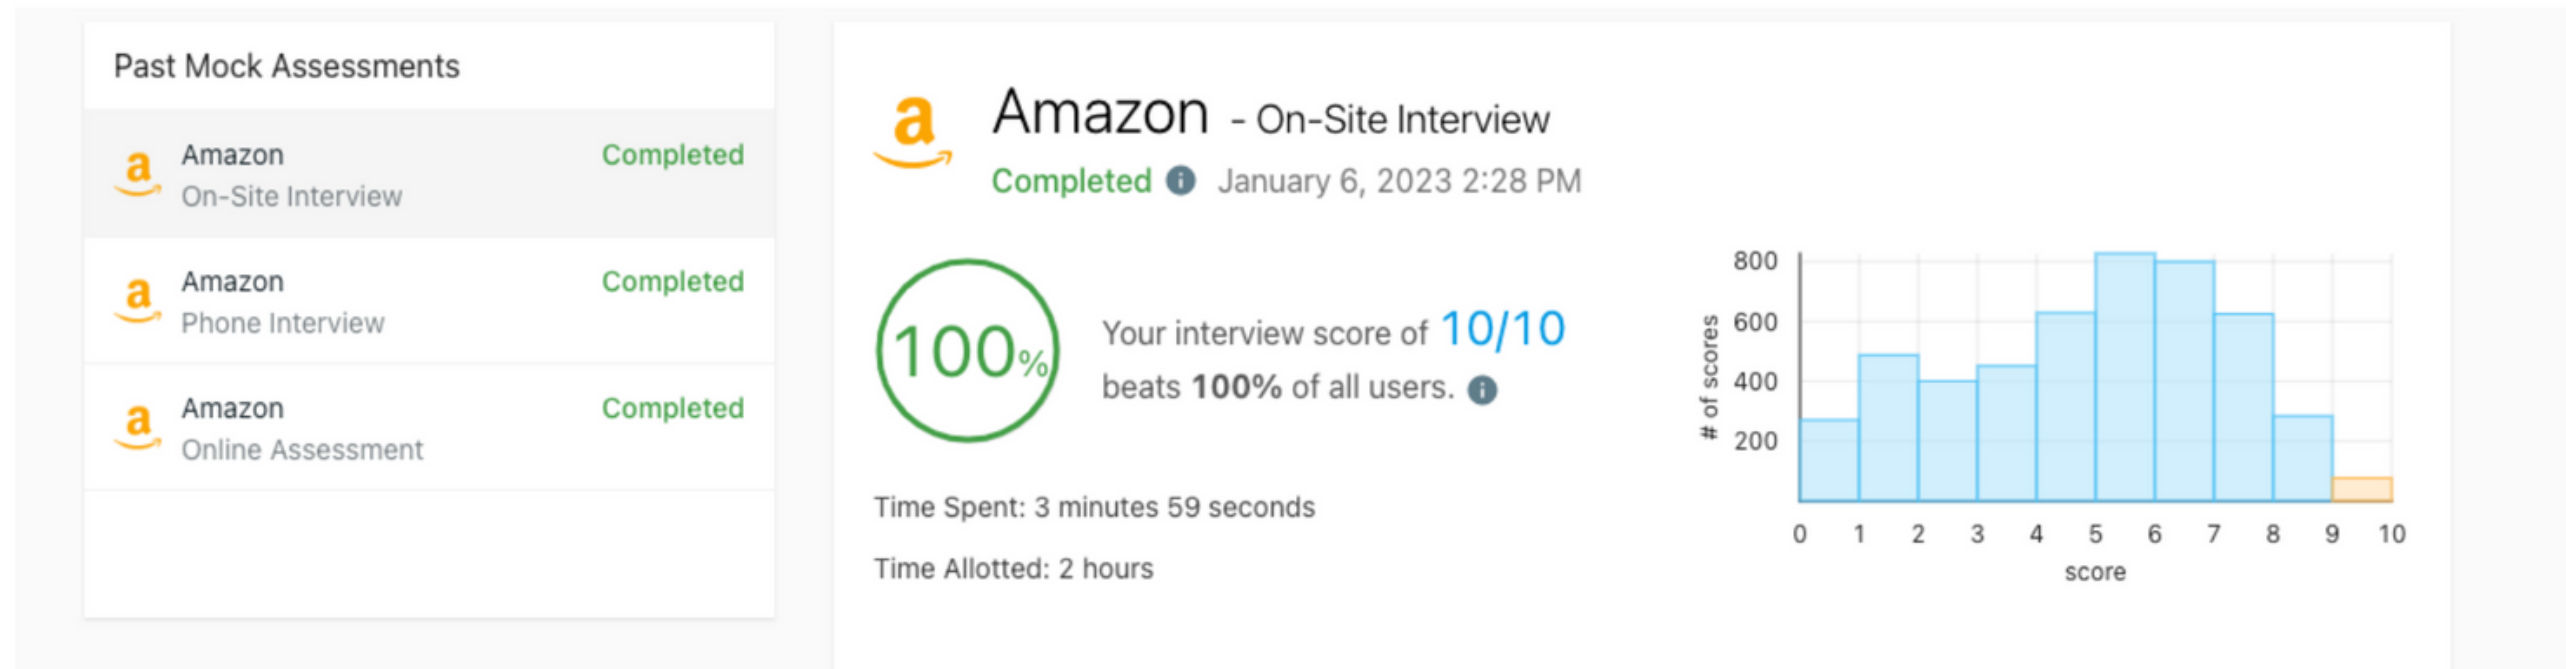 Past Mock Assessments
Amazon Completed
On-Site Interview
Amazon Completed
Phone Interview
Amazon Completed
Online Assessment
Amazon - On-Site Interview
Completed January 6, 2023 2:28 PM
100%
Your interview score of 10/10
beats 100% of all users.
Time Spent: 3 minutes 59 seconds
Time Allotted: 2 hours
# of scores
800
600
400
200
0 1 2 3 4 5 6 7 8 9 10
score